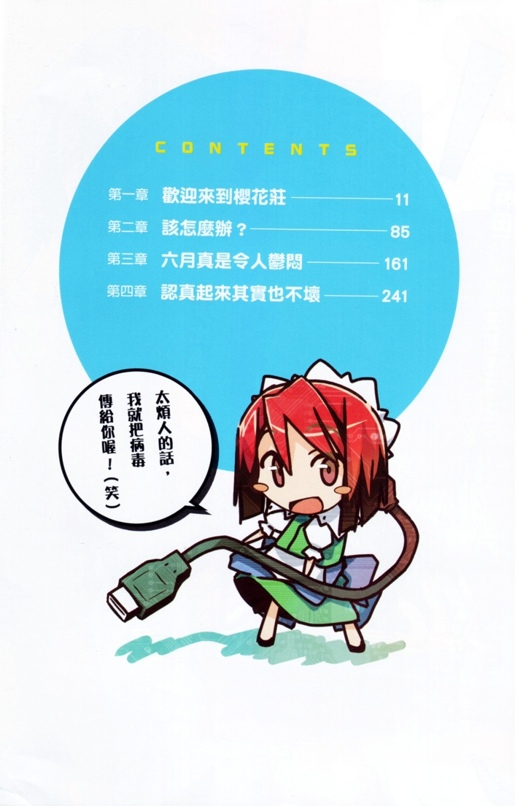 CONTENTS
第一章 歡迎來到櫻花莊 11
第二章 該怎麼辦？ 85
第三章 六月真是令人鬱悶 161
第四章 認真起來其實也不壞 241
太煩人的話，
我就把病毒
傳給你喔！（笑）